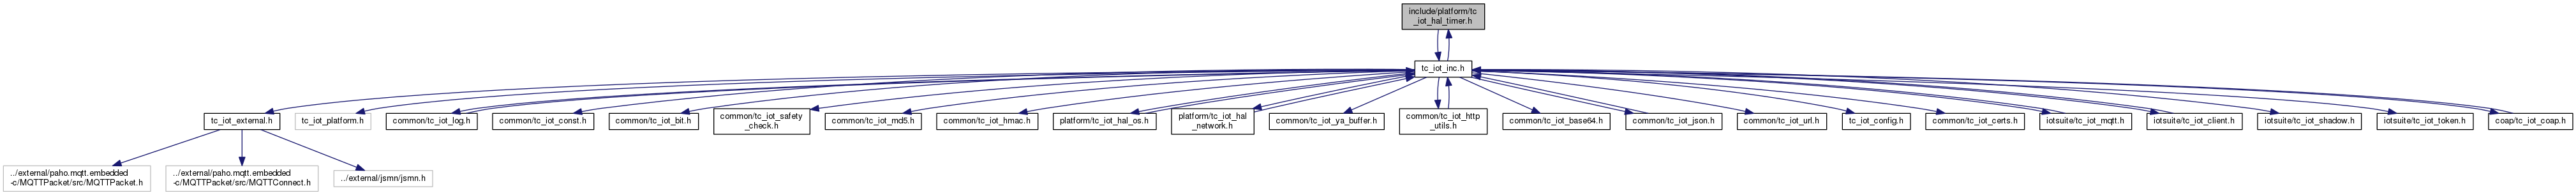 include/platform/tc
_iot_hal_timer.h
tc_iot_inc.h
tc_iot_external.h
tc_iot_platform.h
common/tc_iot_log.h
common/tc_iot_const.h
common/tc_iot_bit.h
common/tc_iot_safety
_check.h
common/tc_iot_md5.h
common/tc_iot_hmac.h
platform/tc_iot_hal_os.h
platform/tc_iot_hal
_network.h
common/tc_iot_ya_buffer.h
common/tc_iot_http
_utils.h
common/tc_iot_base64.h
common/tc_iot_json.h
common/tc_iot_url.h
tc_iot_config.h
common/tc_iot_certs.h
iotsuite/tc_iot_mqtt.h
iotsuite/tc_iot_client.h
iotsuite/tc_iot_shadow.h
iotsuite/tc_iot_token.h
coap/tc_iot_coap.h
../external/paho.mqtt.embedded
-c/MQTTPacket/src/MQTTPacket.h
../external/paho.mqtt.embedded
-c/MQTTPacket/src/MQTTConnect.h
../external/jsmn/jsmn.h